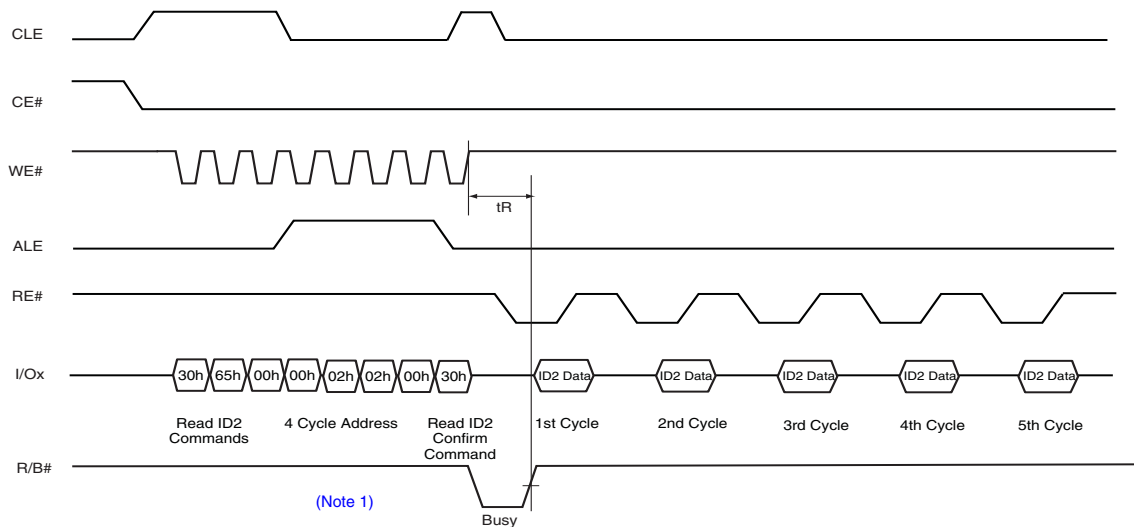 CLE
CE#
WE#
tR
ALE
RE#
I/Ox
30h 65h 00h 00h 02h 02h 00h 30h ID2 Data ID2 Data ID2 Data ID2 Data ID2 Data
Read ID2
Commands
4 Cycle Address
Read ID2
Confirm
Command
1st Cycle
2nd Cycle
3rd Cycle
4th Cycle
5th Cycle
R/B#
(Note 1)
Busy